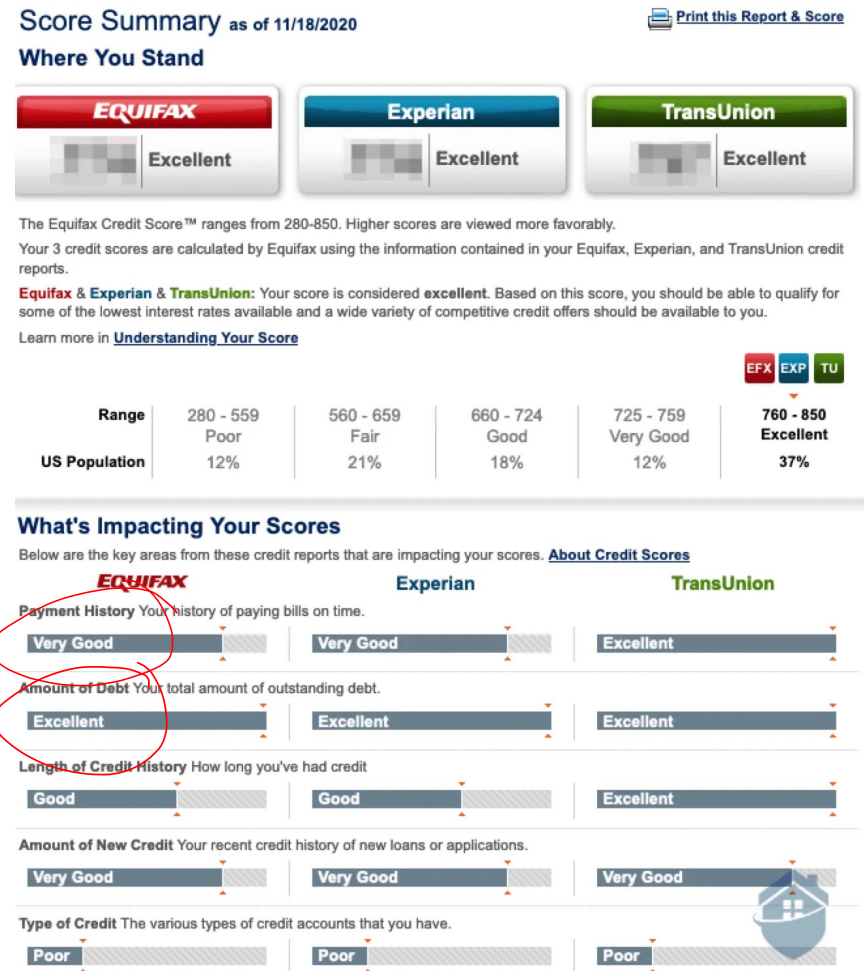 Score Summary as of 11/18/2020
Print this Report & Score
Where You Stand
EQUIFAX Experian TransUnion
Excellent Excellent Excellent
The Equifax Credit Score™ ranges from 280-850. Higher scores are viewed more favorably.
Your 3 credit scores are calculated by Equifax using the information contained in your Equifax, Experian, and TransUnion credit
reports.
Equifax & Experian & TransUnion: Your score is considered excellent. Based on this score, you should be able to qualify for
some of the lowest interest rates available and a wide variety of competitive credit offers should be available to you.
Learn more in Understanding Your Score
EFX EXP TU
Range 280 - 559 560 - 659 660 - 724 725 - 759 760 - 850
Poor Fair Good Very Good Excellent
US Population 12% 21% 18% 12% 37%
What's Impacting Your Scores
Below are the key areas from these credit reports that are impacting your scores. About Credit Scores
EQUIFAX Experian TransUnion
Payment History Your history of paying bills on time.
Very Good Very Good Excellent
Amount of Debt Your total amount of outstanding debt.
Excellent Excellent Excellent
Length of Credit History How long you've had credit
Good Good Excellent
Amount of New Credit Your recent credit history of new loans or applications.
Very Good Very Good Very Good
Type of Credit The various types of credit accounts that you have.
Poor Poor Poor